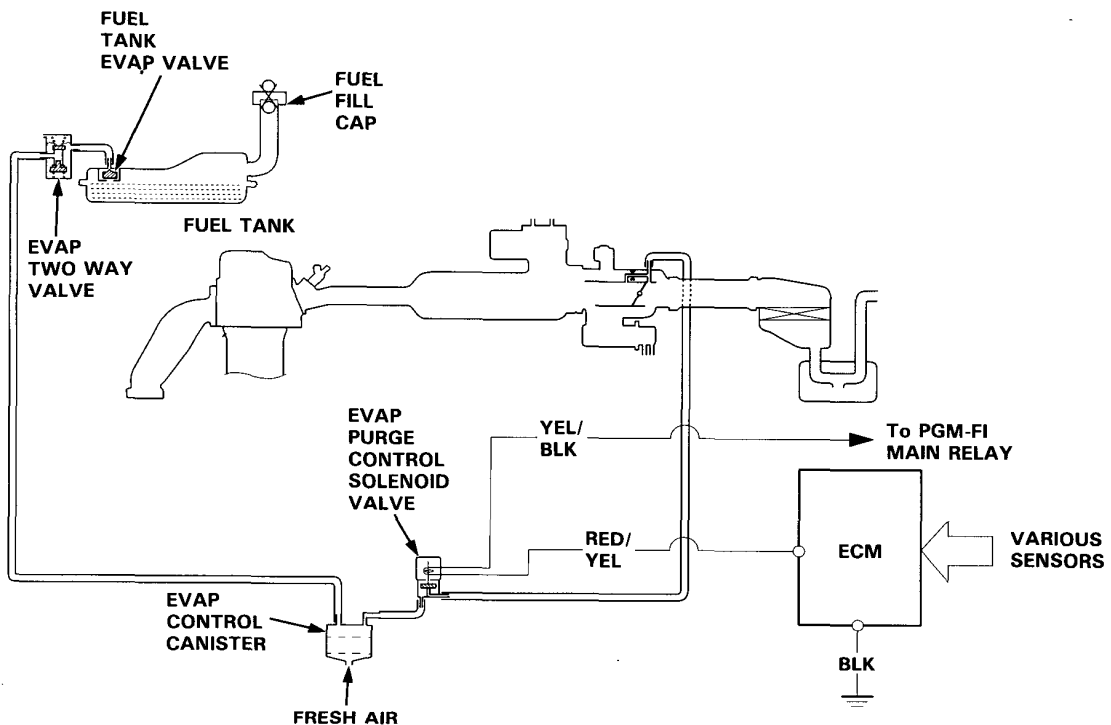 FUEL
TANK
EVAP VALVE
FUEL
FILL
CAP
FUEL TANK
EVAP
TWO WAY
VALVE
EVAP
PURGE
CONTROL
SOLENOID
VALVE
YEL/
BLK
To PGM-FI
MAIN RELAY
RED/
YEL
ECM
VARIOUS
SENSORS
EVAP
CONTROL
CANISTER
BLK
FRESH AIR